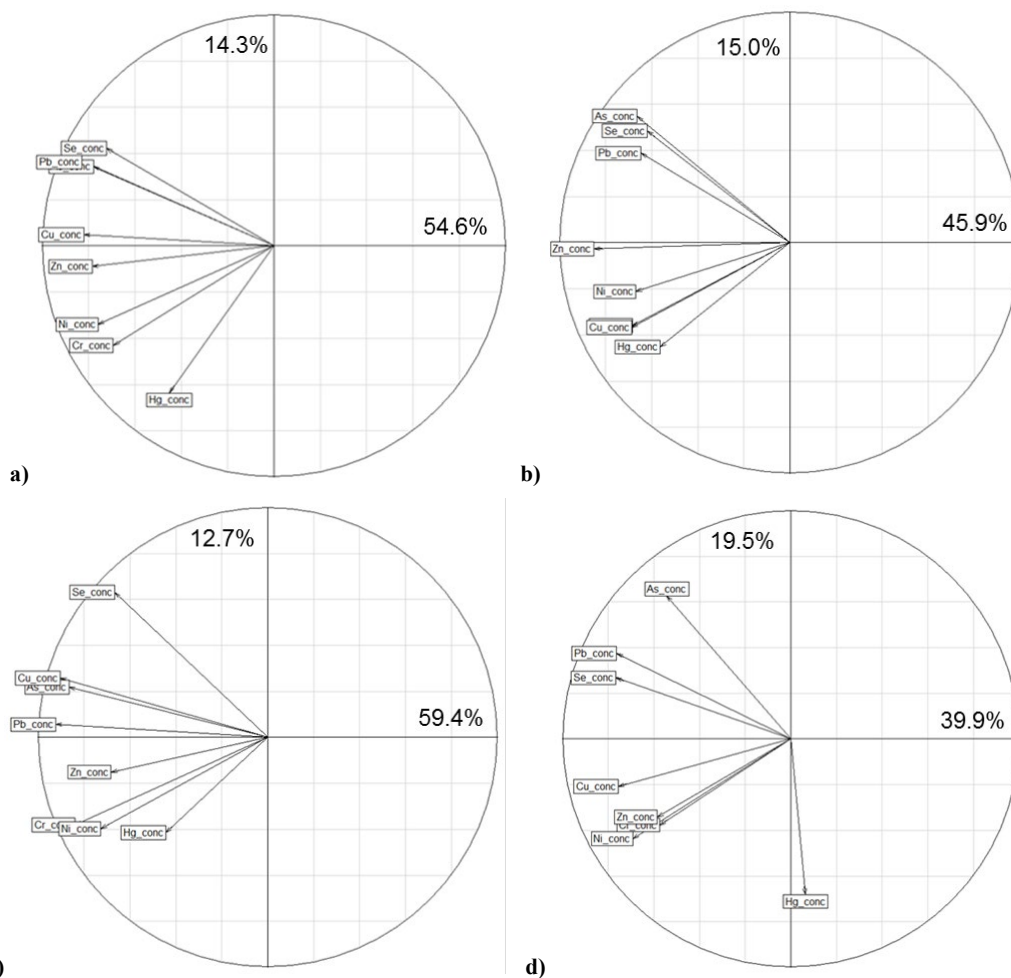 14.3%
54.6%
Se_conc
Pb_conc
Cu_conc
Zn_conc
Ni_conc
Cr_conc
Hg_conc
a)
15.0%
45.9%
As_conc
Se_conc
Pb_conc
Zn_conc
Ni_conc
Cu_conc
Hg_conc
b)
12.7%
59.4%
Se_conc
Cu_conc
As_conc
Pb_conc
Zn_conc
Ni_conc
Hg_conc
)
19.5%
39.9%
As_conc
Pb_conc
Se_conc
Cu_conc
Zn_conc
Ni_conc
Hg_conc
d)